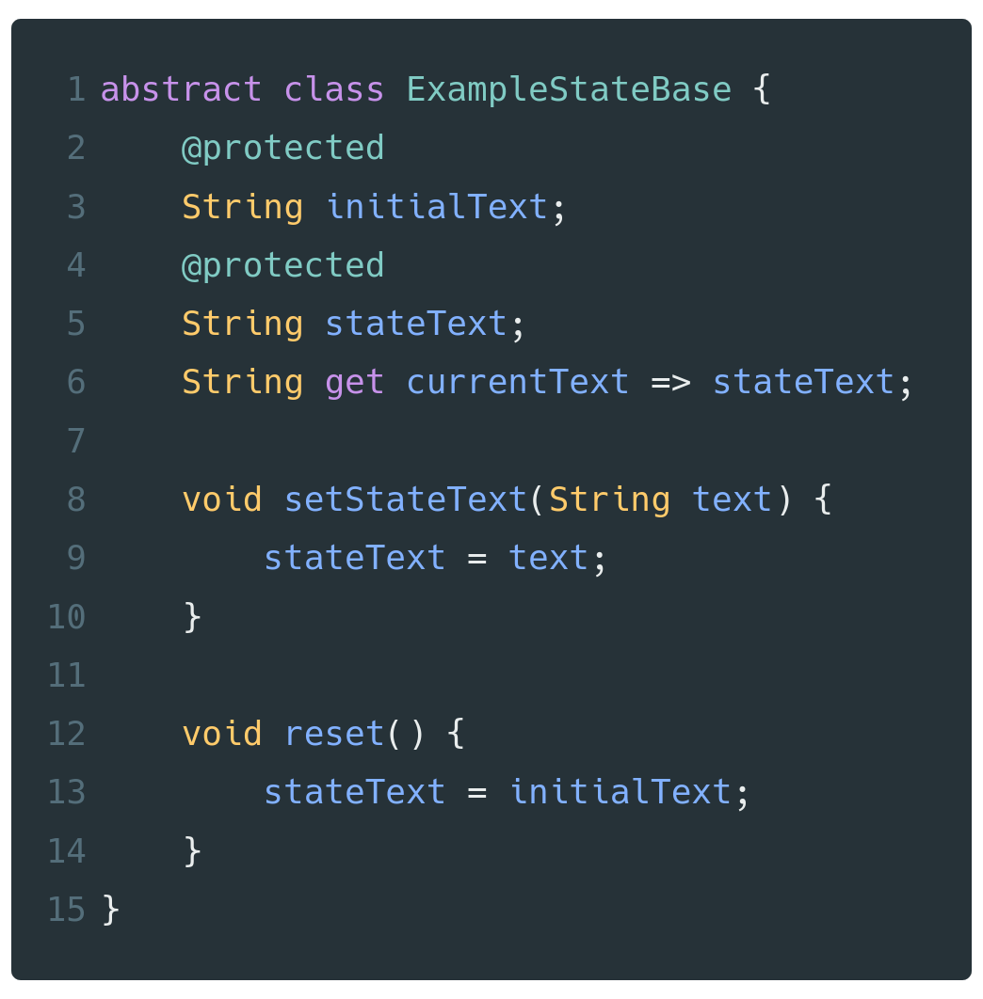 1 abstract class ExampleStateBase {
2     @protected
3     String initialText;
4     @protected
5     String stateText;
6     String get currentText => stateText;
7
8     void setStateText(String text) {
9         stateText = text;
10     }
11
12     void reset() {
13         stateText = initialText;
14     }
15 }